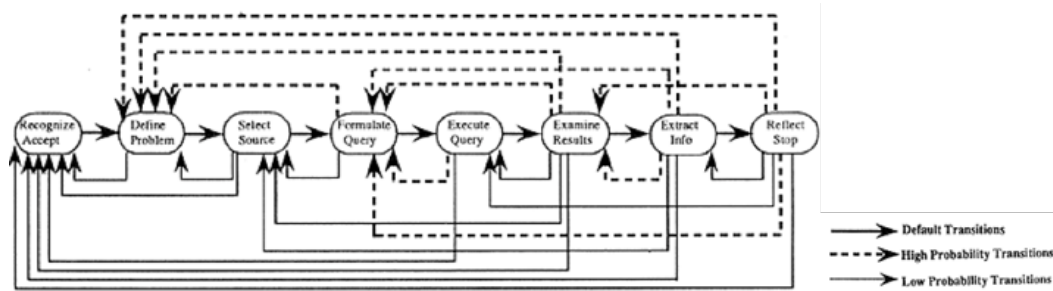 Recognize
Accept
Define
Problem
Select
Source
Formulate
Query
Execute
Query
Examine
Results
Extract
Info
Reflect
Stop
Default Transitions
High Probability Transitions
Low Probability Transitions